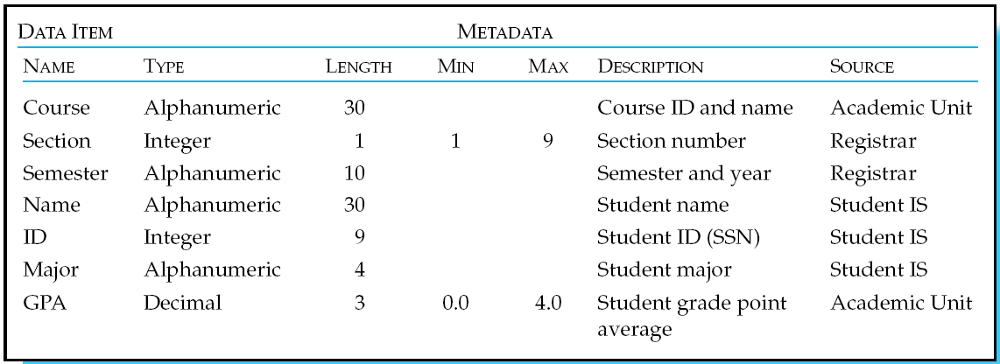 DATA ITEM METADATA
NAME TYPE LENGTH MIN MAX DESCRIPTION SOURCE
Course Alphanumeric 30 Course ID and name Academic Unit
Section Integer 1 1 9 Section number Registrar
Semester Alphanumeric 10 Semester and year Registrar
Name Alphanumeric 30 Student name Student IS
ID Integer 9 Student ID (SSN) Student IS
Major Alphanumeric 4 Student major Student IS
GPA Decimal 3 0.0 4.0 Student grade point Academic Unit
average